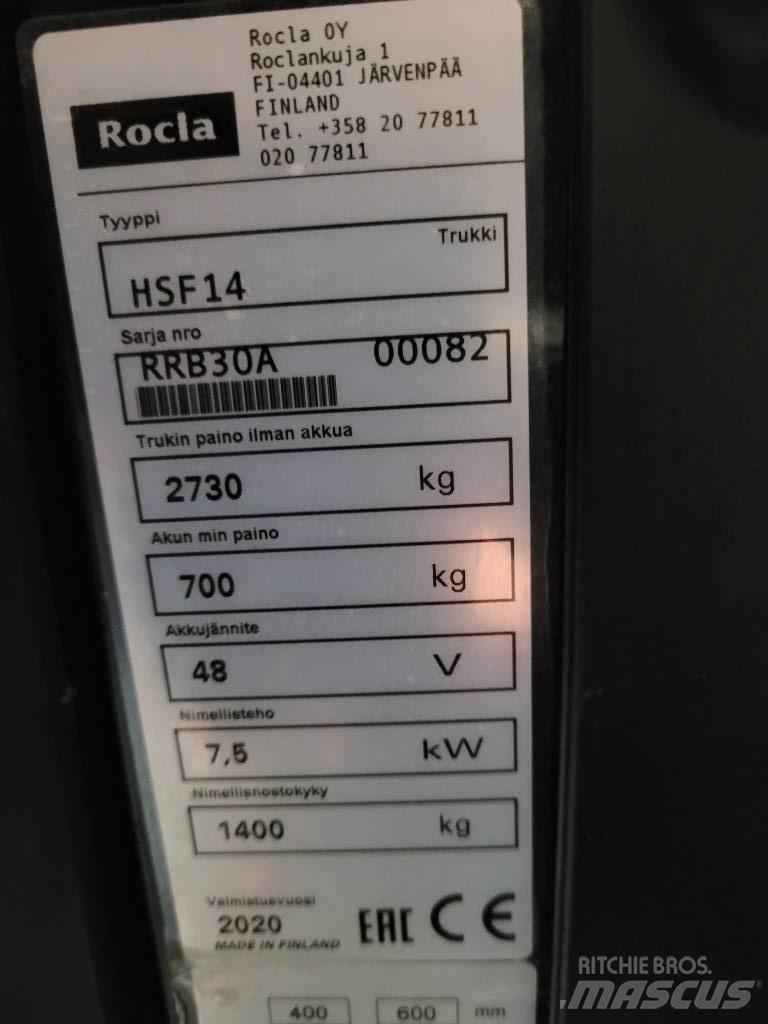 Rocla
Rocla OY
Roclankuja 1
FI-04401 JÄRVENPÄÄ
FINLAND
Tel. +358 20 77811
020 77811
Tyyppi
Trukki
HSF14
Sarja nro
RRB30A 00082
Trukin paino ilman akkua
2730 kg
Akun min paino
700 kg
Akkujännite
48 V
Nimellisteho
7,5 kW
Nimellisnostokyky
1400 kg
Valmistusvuosi
2020
MADE IN FINLAND
EAC CE
400 600 mm
RITCHIE BROS.
MASCUS